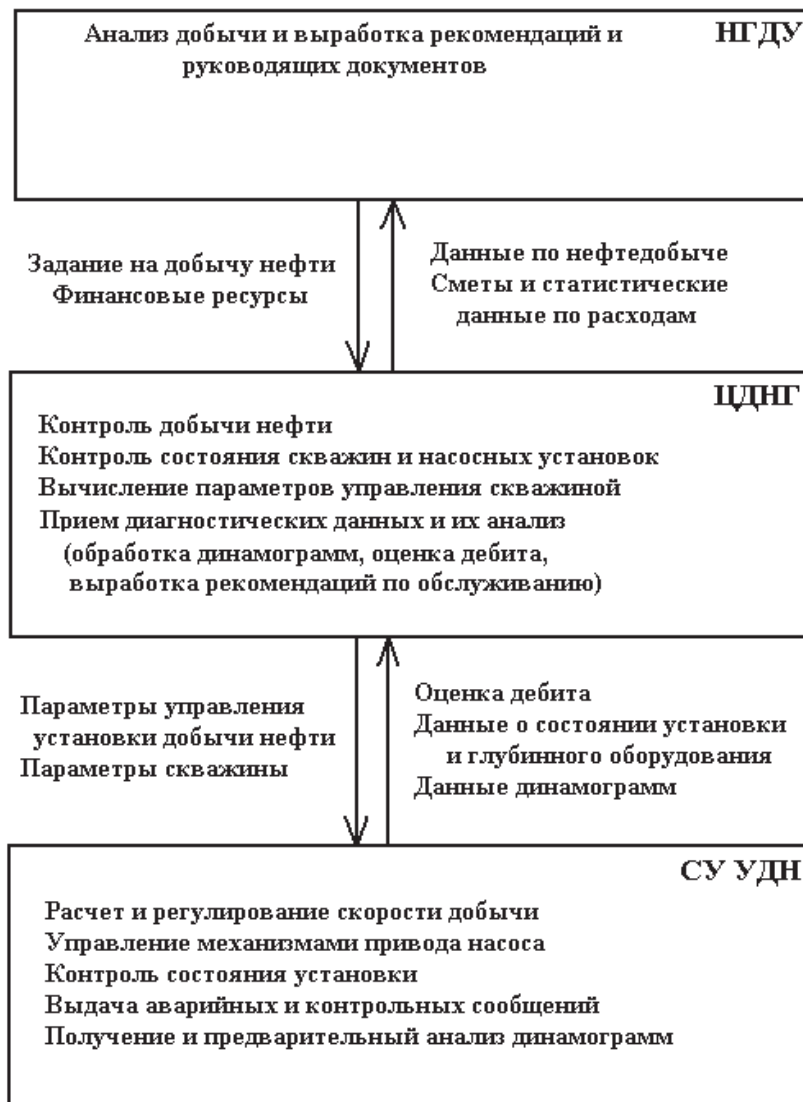 НГДУ
Анализ добычи и выработка рекомендаций и
руководящих документов
Задание на добычу нефти
Финансовые ресурсы
Данные по нефтедобыче
Сметы и статистические
данные по расходам
ЦДНГ
Контроль добычи нефти
Контроль состояния скважин и насосных установок
Вычисление параметров управления скважиной
Прием диагностических данных и их анализ
(обработка динамограмм, оценка дебита,
выработка рекомендаций по обслуживанию)
Параметры управления
установки добычи нефти
Параметры скважины
Оценка дебита
Данные о состоянии установки
и глубинного оборудования
Данные динамограмм
СУ УДН
Расчет и регулирование скорости добычи
Управление механизмами привода насоса
Контроль состояния установки
Выдача аварийных и контрольных сообщений
Получение и предварительный анализ динамограмм